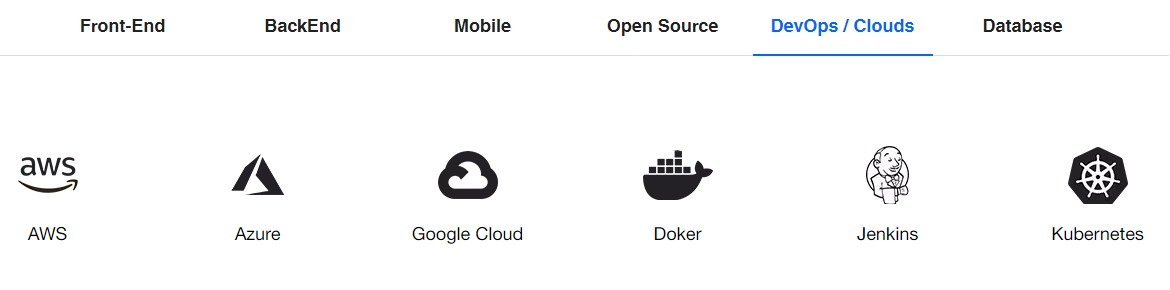 Front-End BackEnd Mobile Open Source DevOps / Clouds Database
aws
AWS Azure Google Cloud Doker Jenkins Kubernetes